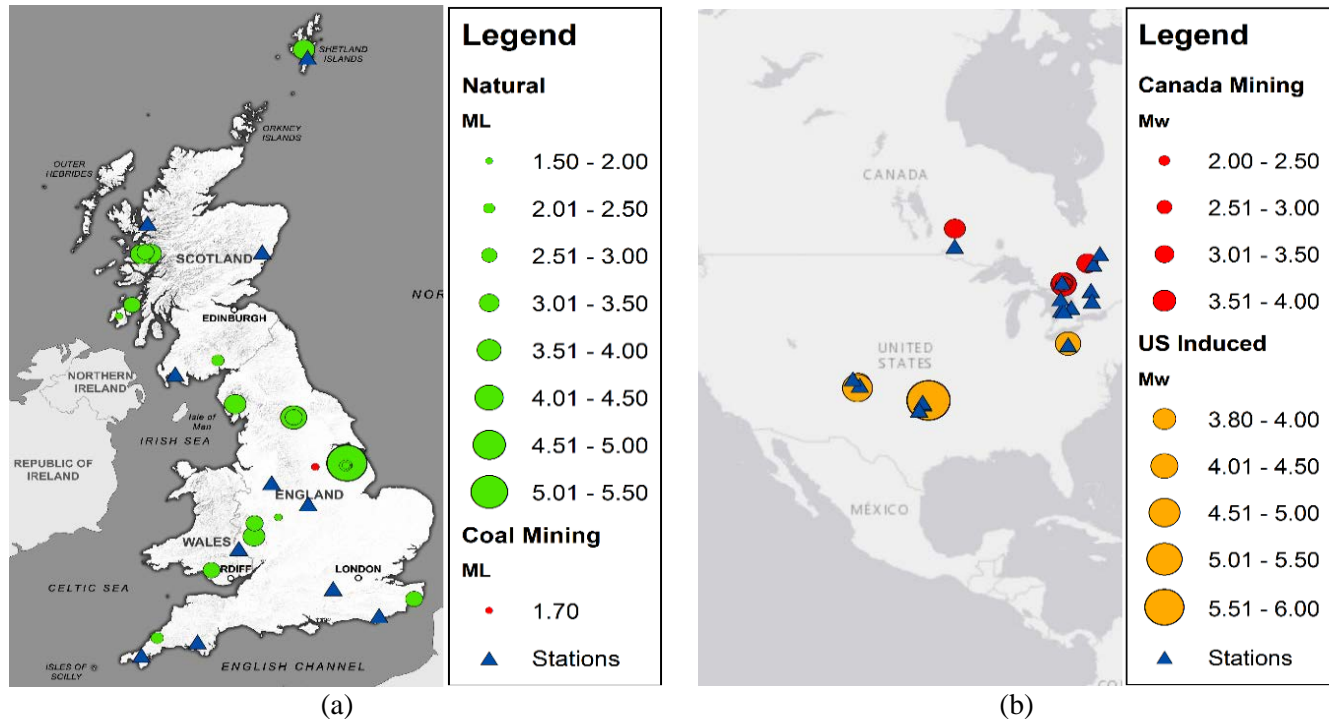 SHETLAND
ISLANDS
ORKNEY
ISLANDS
OUTER
HEBRIDES
SCOTLAND
NOR
EDINBURGH
NORTHERN
IRELAND
Isle of
Man
IRISH SEA
REPUBLIC OF
IRELAND
ENGLAND
WALES
RDIFF
LONDON
CELTIC SEA
ISLES OF
SCILLY
ENGLISH CHANNEL
Legend
Natural
ML
1.50 - 2.00
2.01 - 2.50
2.51 - 3.00
3.01 - 3.50
3.51 - 4.00
4.01 - 4.50
4.51 - 5.00
5.01 - 5.50
Coal Mining
ML
1.70
Stations
(a)
CANADA
UNITED
STATES
MÉXICO
Legend
Canada Mining
Mw
2.00 - 2.50
2.51 - 3.00
3.01 - 3.50
3.51 - 4.00
US Induced
Mw
3.80 - 4.00
4.01 - 4.50
4.51 - 5.00
5.01 - 5.50
5.51 - 6.00
Stations
(b)